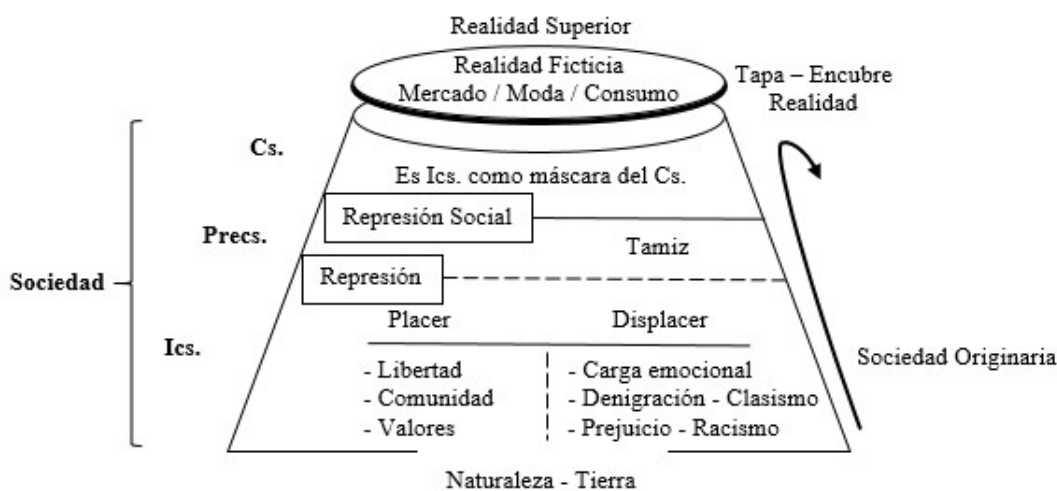 Realidad Superior
Realidad Ficticia
Mercado / Moda / Consumo
Tapa – Encubre
Realidad
Cs.
Es Ics. como máscara del Cs.
Represión Social
Precs.
Tamiz
Sociedad
Represión
Placer
Displacer
Ics.
Sociedad Originaria
- Libertad
- Comunidad
- Valores
- Carga emocional
- Denigración - Clasismo
- Prejuicio - Racismo
Naturaleza - Tierra